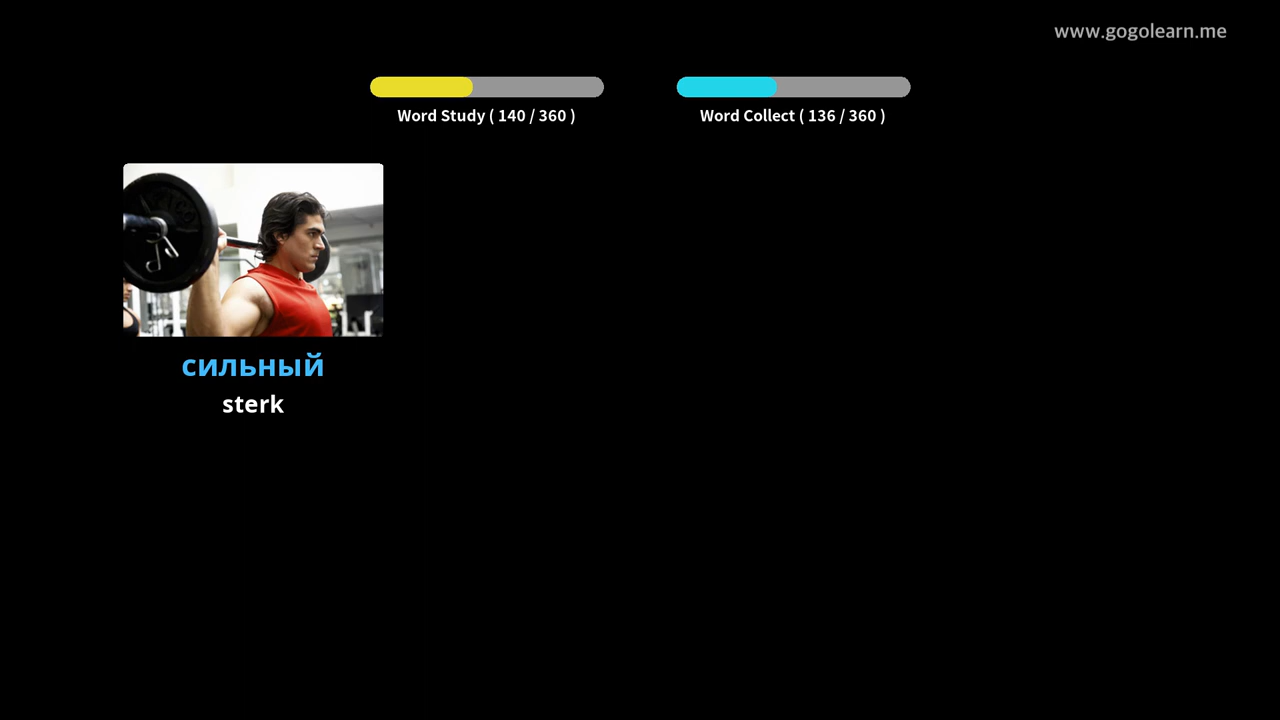 www.gogolearn.me
Word Study ( 140 / 360 )
Word Collect ( 136 / 360 )
сильный
sterk